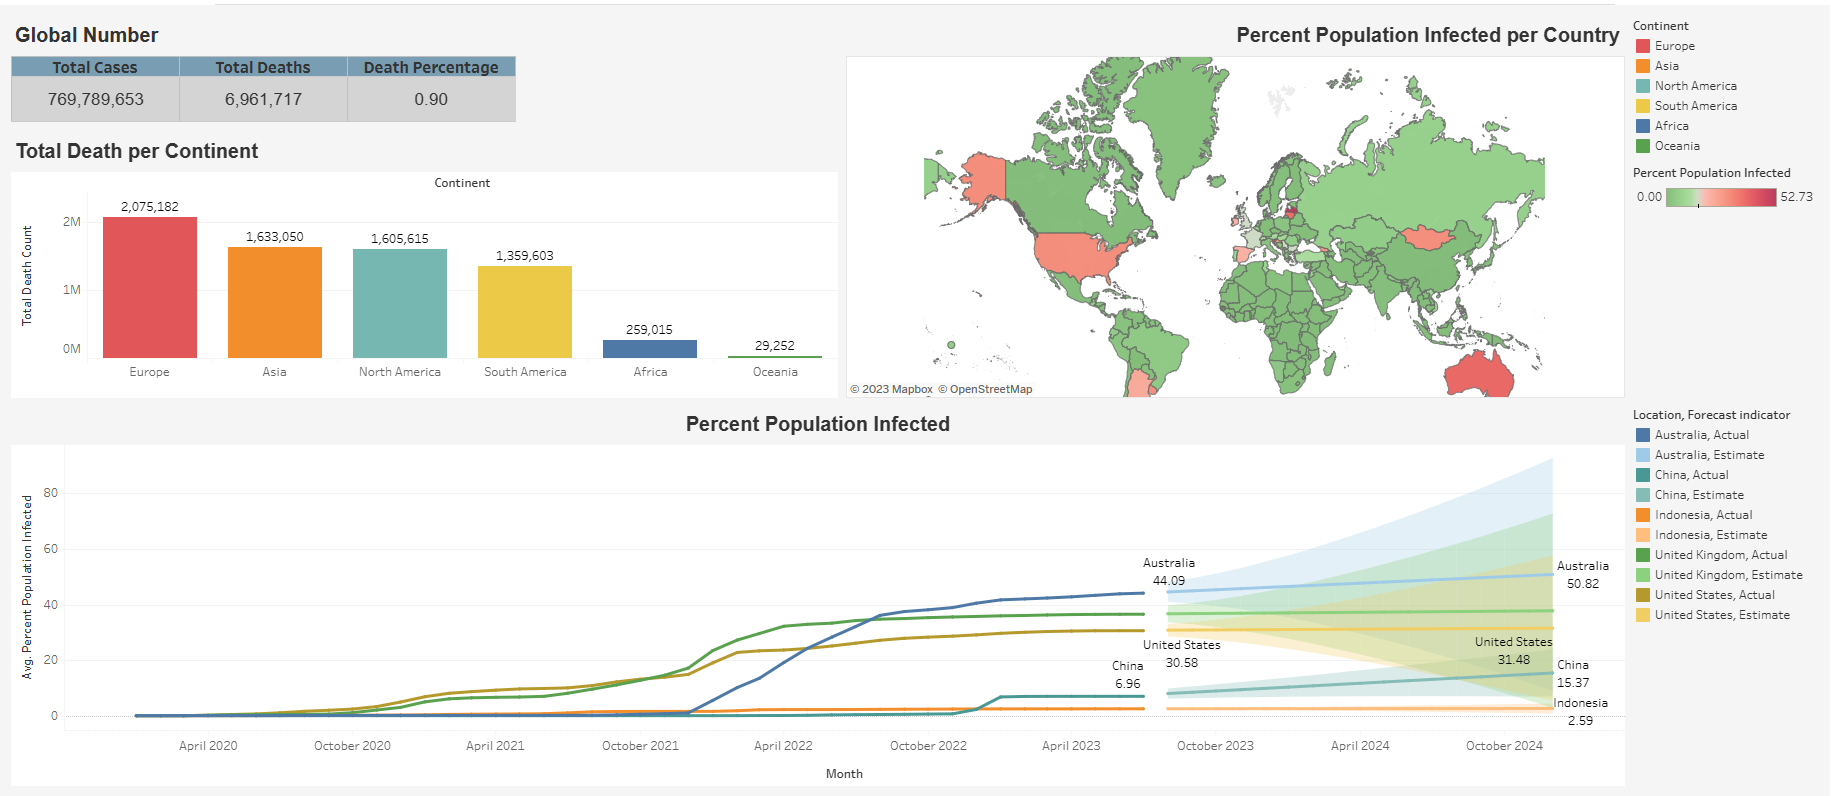 Global Number
Total Cases Total Deaths Death Percentage
769,789,653 6,961,717 0.90
Total Death per Continent
Continent
Total Death Count
2M
1M
0M
2,075,182
1,633,050
1,605,615
1,359,603
259,015
29,252
Europe Asia North America South America Africa Oceania
Percent Population Infected per Country
© 2023 Mapbox © OpenStreetMap
Continent
Europe
Asia
North America
South America
Africa
Oceania
Percent Population Infected
0.00 52.73
Percent Population Infected
Avg. Percent Population Infected
80
60
40
20
0
Australia
44.09
United States
30.58
China
6.96
Australia
50.82
United States
31.48
China
15.37
Indonesia
2.59
April 2020 October 2020 April 2021 October 2021 April 2022 October 2022 April 2023 October 2023 April 2024 October 2024
Month
Location, Forecast indicator
Australia, Actual
Australia, Estimate
China, Actual
China, Estimate
Indonesia, Actual
Indonesia, Estimate
United Kingdom, Actual
United Kingdom, Estimate
United States, Actual
United States, Estimate